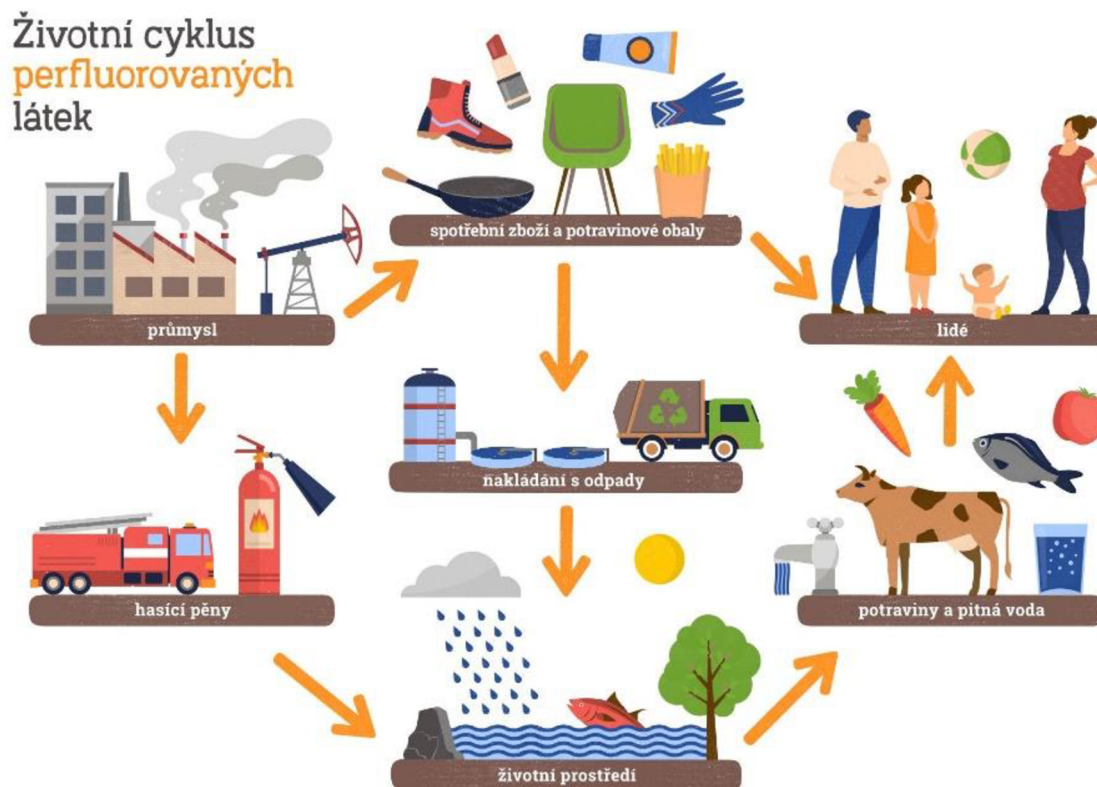 Životní cyklus
perfluorovaných
látek
spotřební zboží a potravinové obaly
průmysl
lidé
nakládání s odpady
hasící pěny
potraviny a pitná voda
životní prostředí